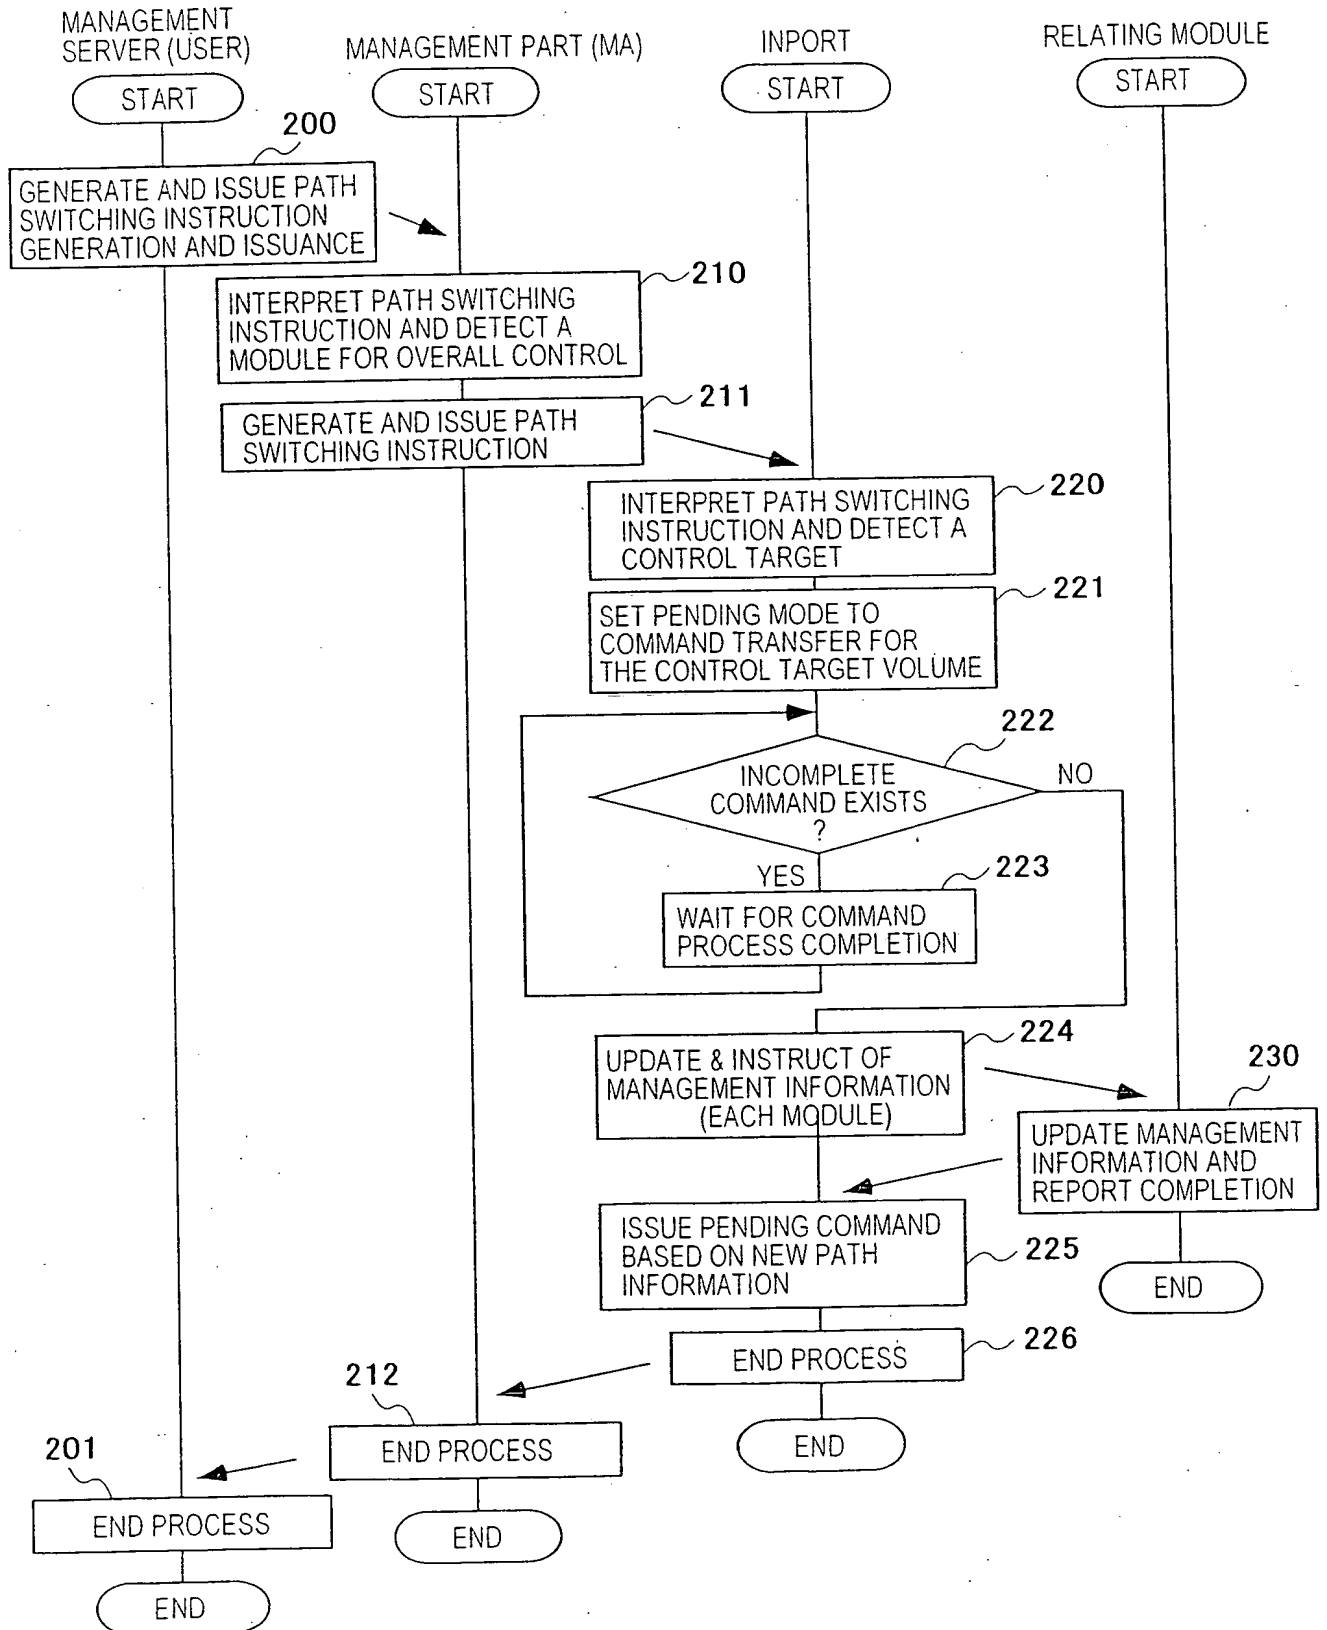 MANAGEMENT
SERVER (USER)
MANAGEMENT PART (MA)
INPORT
RELATING MODULE
START
START
START
START
200
GENERATE AND ISSUE PATH
SWITCHING INSTRUCTION
GENERATION AND ISSUANCE
210
INTERPRET PATH SWITCHING
INSTRUCTION AND DETECT A
MODULE FOR OVERALL CONTROL
211
GENERATE AND ISSUE PATH
SWITCHING INSTRUCTION
220
INTERPRET PATH SWITCHING
INSTRUCTION AND DETECT A
CONTROL TARGET
221
SET PENDING MODE TO
COMMAND TRANSFER FOR
THE CONTROL TARGET VOLUME
222
INCOMPLETE
COMMAND EXISTS
?
NO
YES
223
WAIT FOR COMMAND
PROCESS COMPLETION
224
UPDATE & INSTRUCT OF
MANAGEMENT INFORMATION
(EACH MODULE)
230
UPDATE MANAGEMENT
INFORMATION AND
REPORT COMPLETION
225
ISSUE PENDING COMMAND
BASED ON NEW PATH
INFORMATION
END
226
END PROCESS
212
END PROCESS
END
201
END PROCESS
END
END